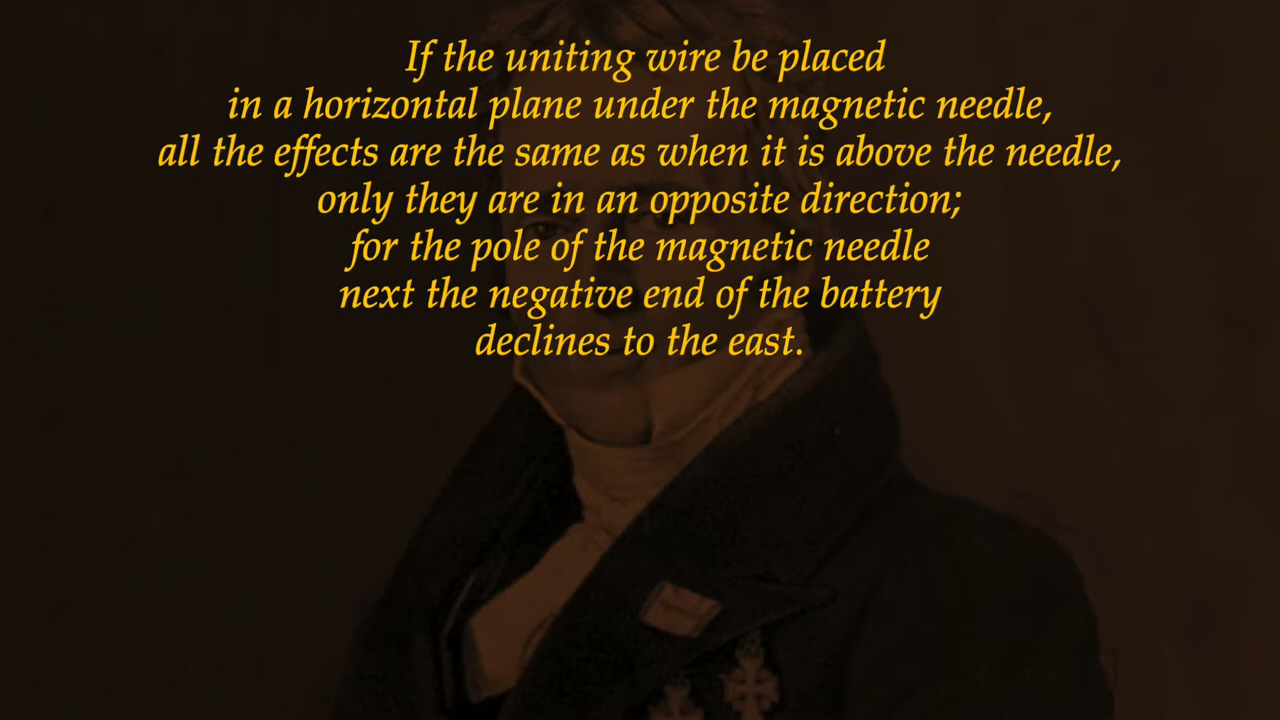 If the uniting wire be placed
in a horizontal plane under the magnetic needle,
all the effects are the same as when it is above the needle,
only they are in an opposite direction;
for the pole of the magnetic needle
next the negative end of the battery
declines to the east.